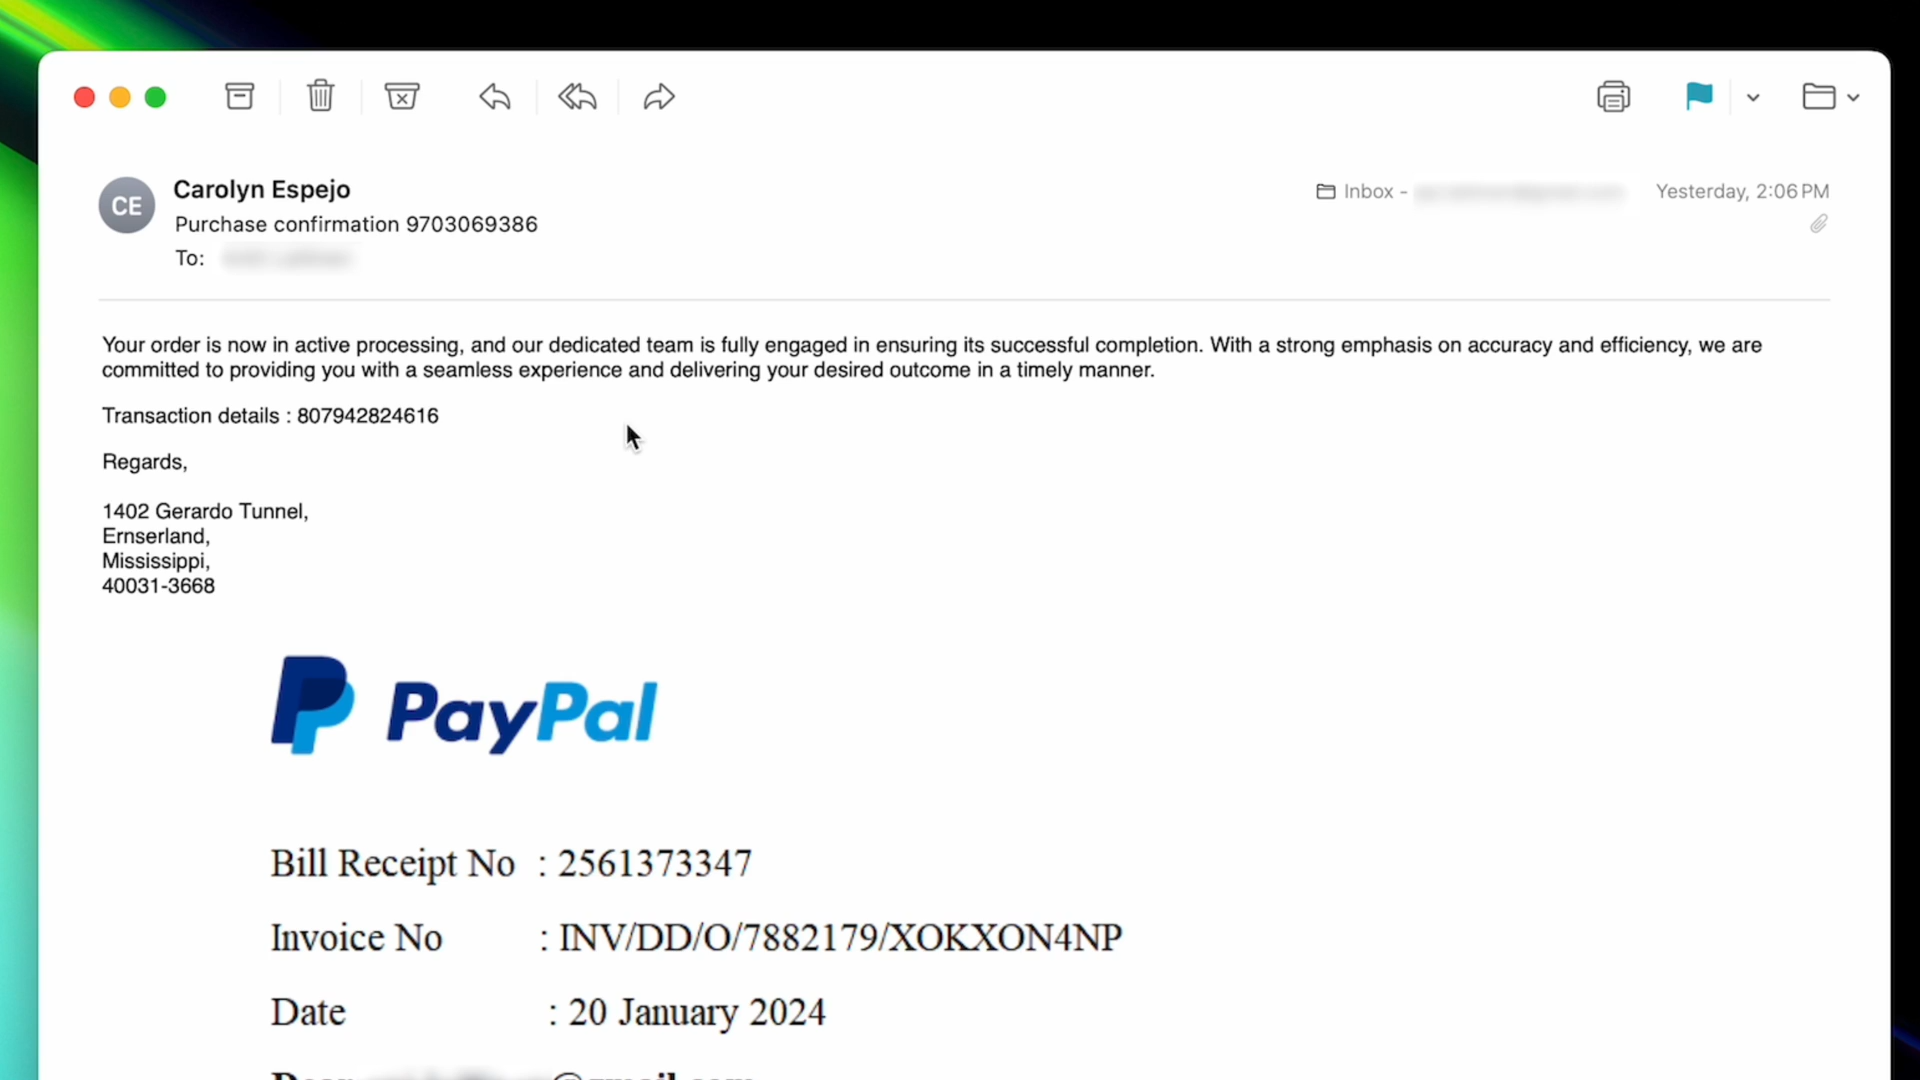 CE
Carolyn Espejo
Inbox -
Yesterday, 2:06 PM
Purchase confirmation 9703069386
To:
Your order is now in active processing, and our dedicated team is fully engaged in ensuring its successful completion. With a strong emphasis on accuracy and efficiency, we are
committed to providing you with a seamless experience and delivering your desired outcome in a timely manner.
Transaction details : 807942824616
Regards,
1402 Gerardo Tunnel,
Ernserland,
Mississippi,
40031-3668
PayPal
Bill Receipt No : 2561373347
Invoice No : INV/DD/O/7882179/XOKXON4NP
Date : 20 January 2024